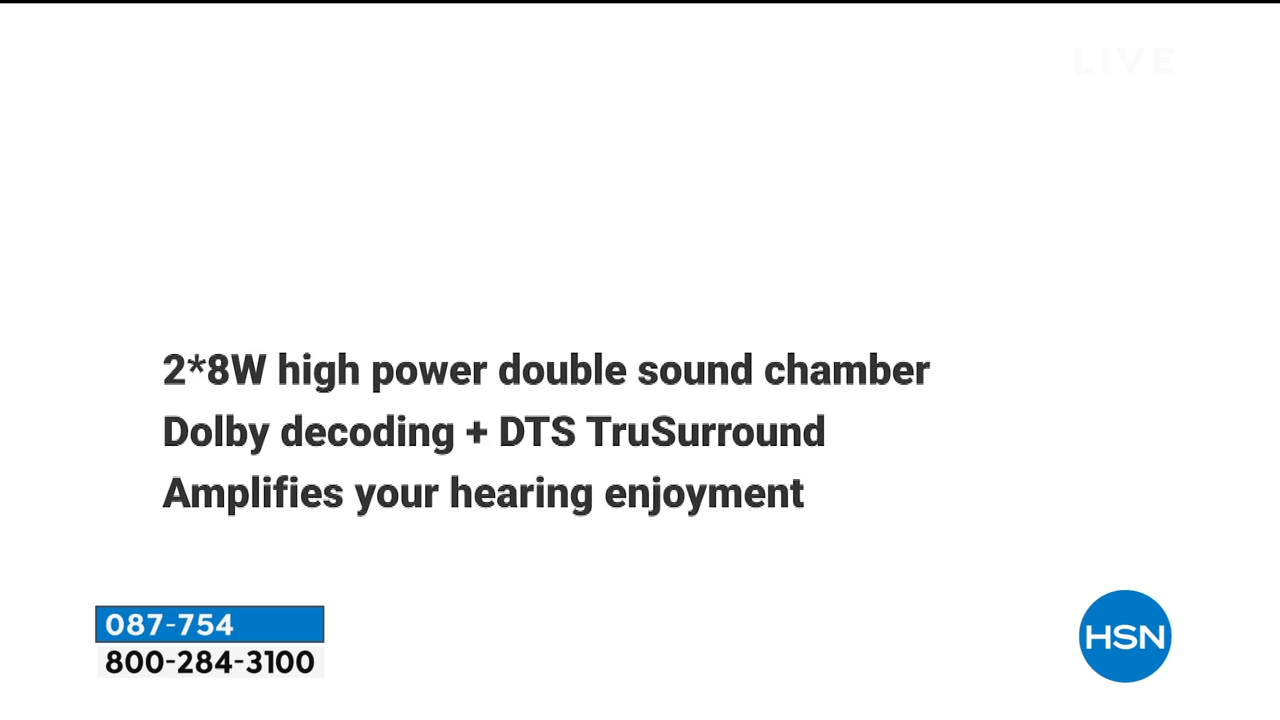 LIVE
2*8W high power double sound chamber
Dolby decoding + DTS TruSurround
Amplifies your hearing enjoyment
087-754
800-284-3100
HSN